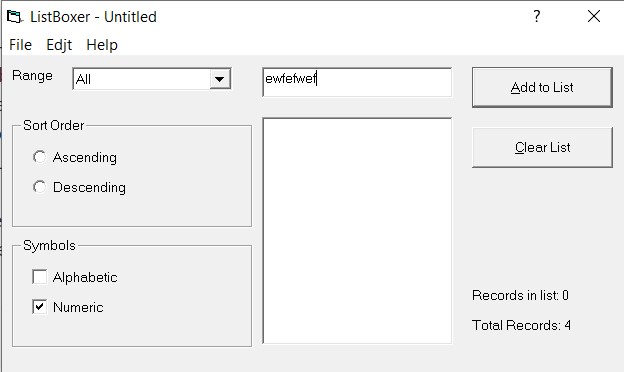 ListBoxer - Untitled
?
File Edjt Help
Range All ewfefwef Add to List
Sort Order
Ascending
Descending
Clear List
Symbols
Alphabetic
Numeric
Records in list: 0
Total Records: 4